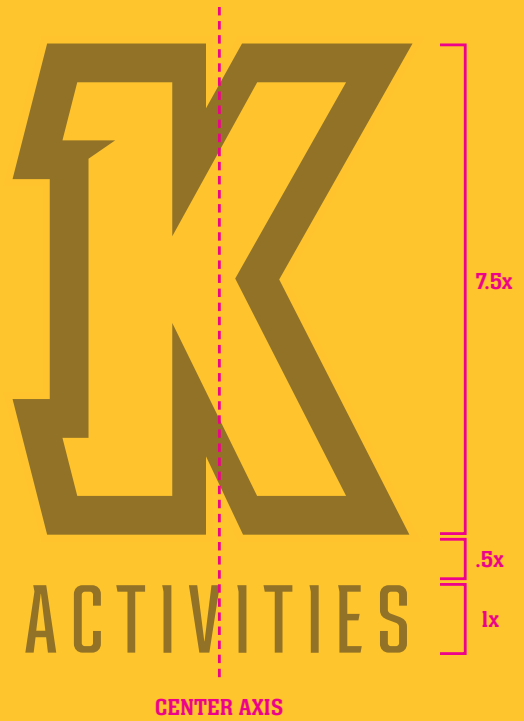 K
7.5x
.5x
ACTIVITIES
1x
CENTER AXIS